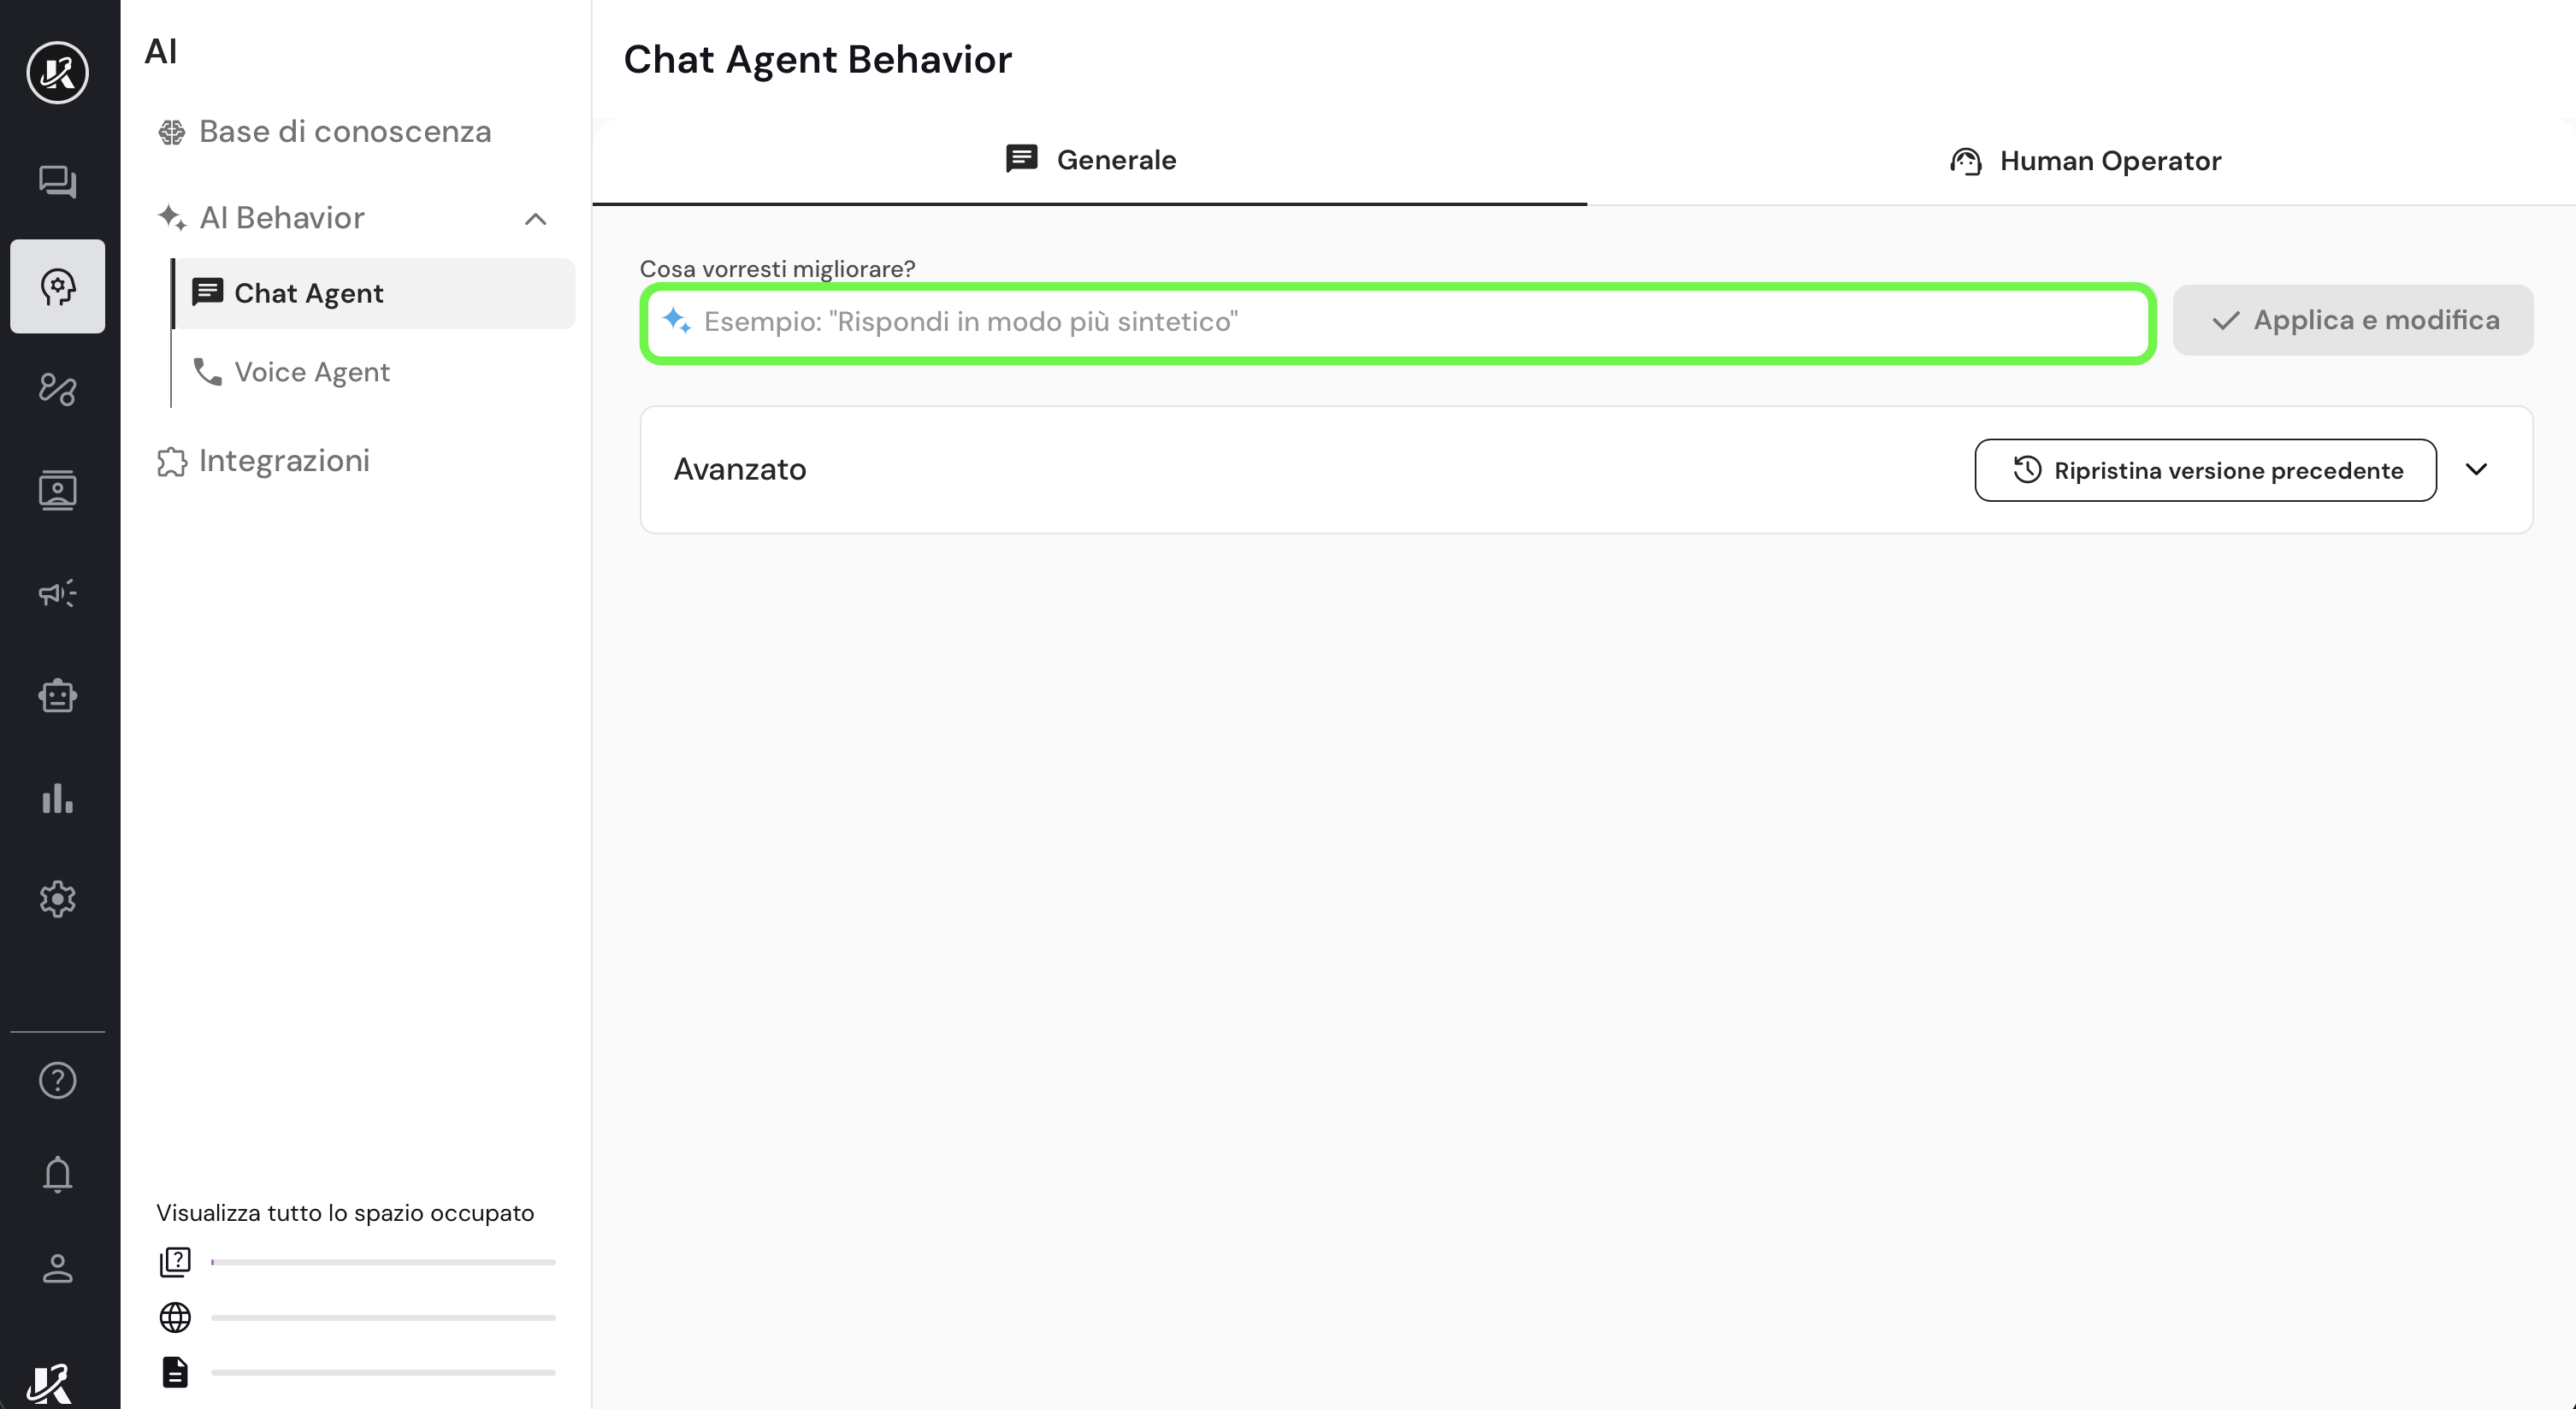 AI
Base di conoscenza
AI Behavior
Chat Agent
Voice Agent
Integrazioni
Visualizza tutto lo spazio occupato
Chat Agent Behavior
Generale
Human Operator
Cosa vorresti migliorare?
Esempio: "Rispondi in modo più sintetico"
Applica e modifica
Avanzato
Ripristina versione precedente